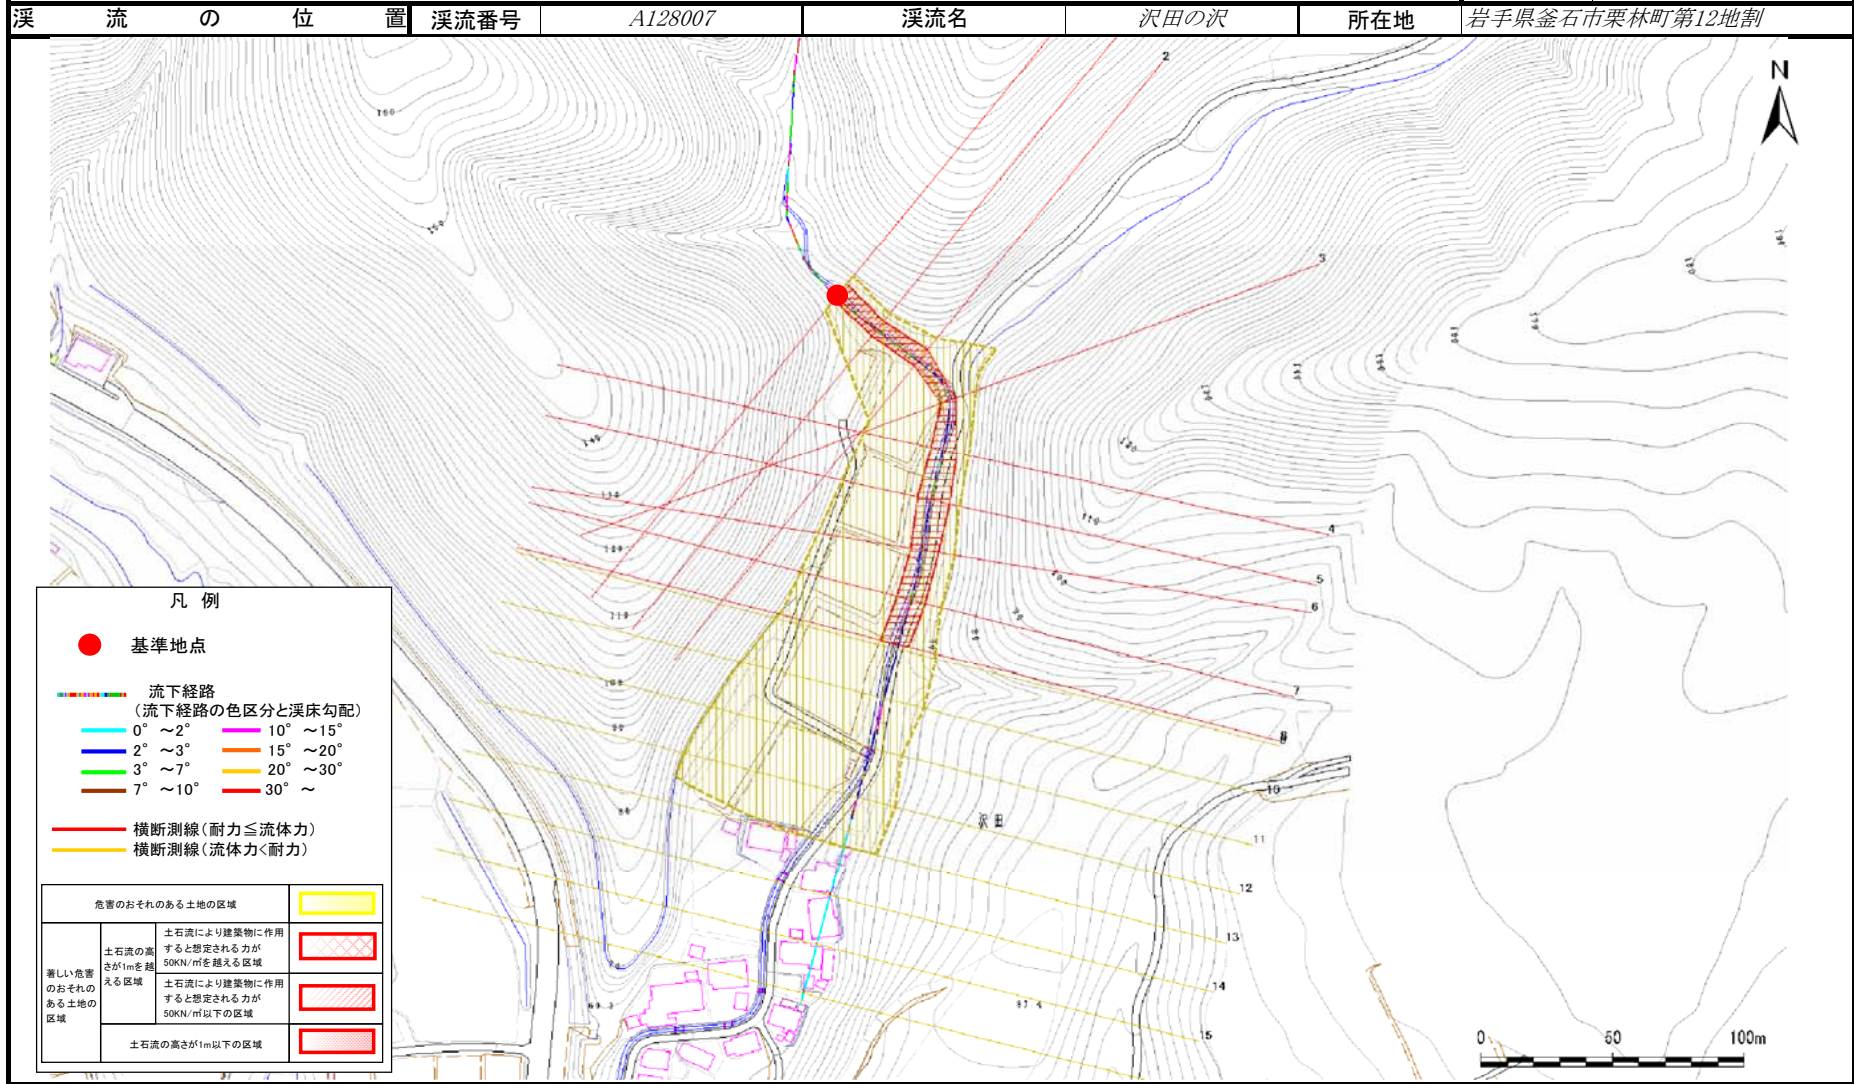 渓流の位置 渓流番号 A128007 渓流名 沢田の沢 所在地 岩手県釜石市栗林町第12地割
N
2
3
4
5
6
7
8
10
11
12
13
14
15
160
140
110
沢田
凡 例
基準地点
流下経路
(流下経路の色区分と渓床勾配)
0° ～2° 10° ～15°
2° ～3° 15° ～20°
3° ～7° 20° ～30°
7° ～10° 30° ～
横断測線(耐力≦流体力)
横断測線(流体力<耐力)
危害のおそれのある土地の区域
著しい危害のおそれのある土地の区域
土石流の高さが1mを越える区域
土石流により建築物に作用すると想定される力が50KN/㎡を越える区域
土石流により建築物に作用すると想定される力が50KN/㎡以下の区域
土石流の高さが1m以下の区域
0 50 100m